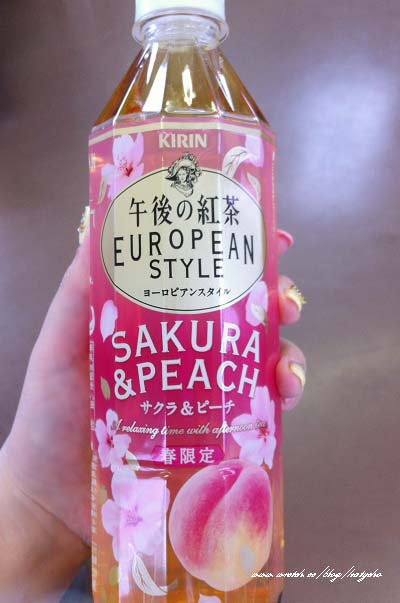 KIRIN
午後の紅茶
EUROPEAN
STYLE
ヨーロピアンスタイル
SAKURA
&PEACH
サクラ&ピーチ
A relaxing time with afternoon tea
春限定